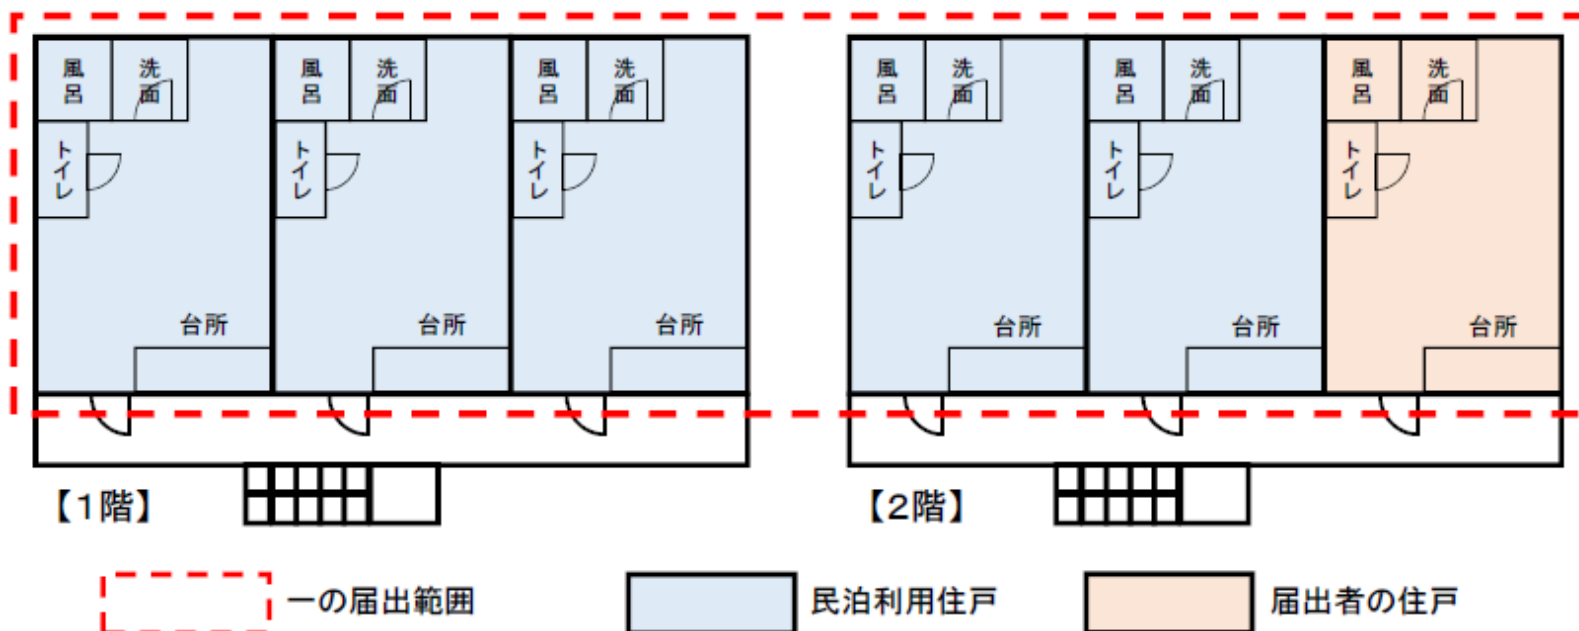 風呂 洗面 風呂 洗面 風呂 洗面 風呂 洗面 風呂 洗面 風呂 洗面
トイレ トイレ トイレ トイレ トイレ トイレ
台所 台所 台所 台所 台所 台所
【1階】 【2階】
一の届出範囲 民泊利用住戸 届出者の住戸